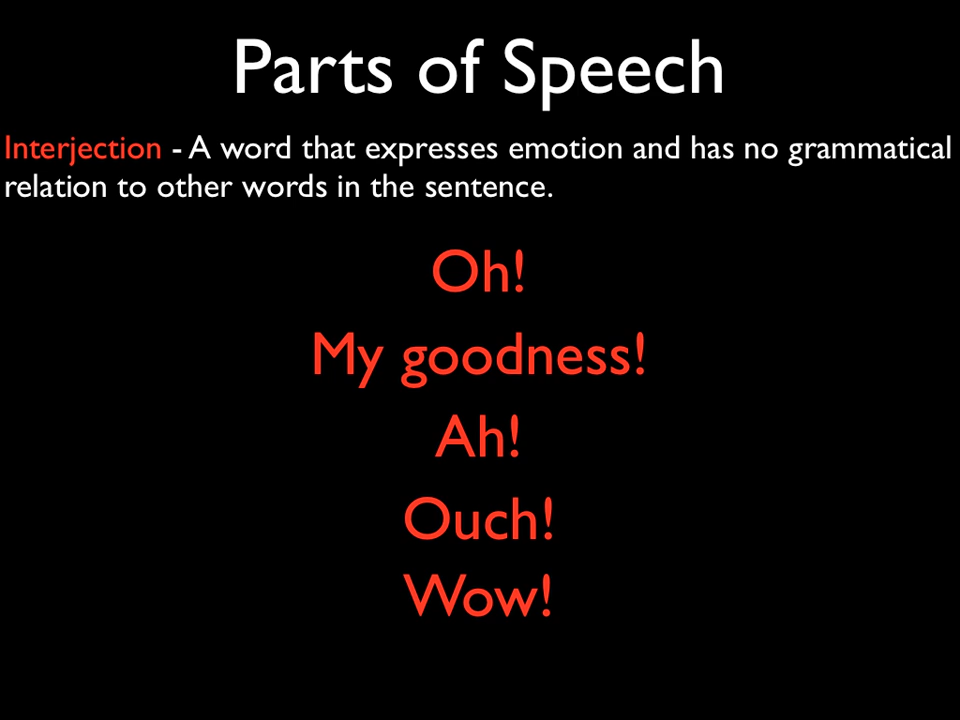 Parts of Speech
Interjection - A word that expresses emotion and has no grammatical
relation to other words in the sentence.
Oh!
My goodness!
Ah!
Ouch!
Wow!